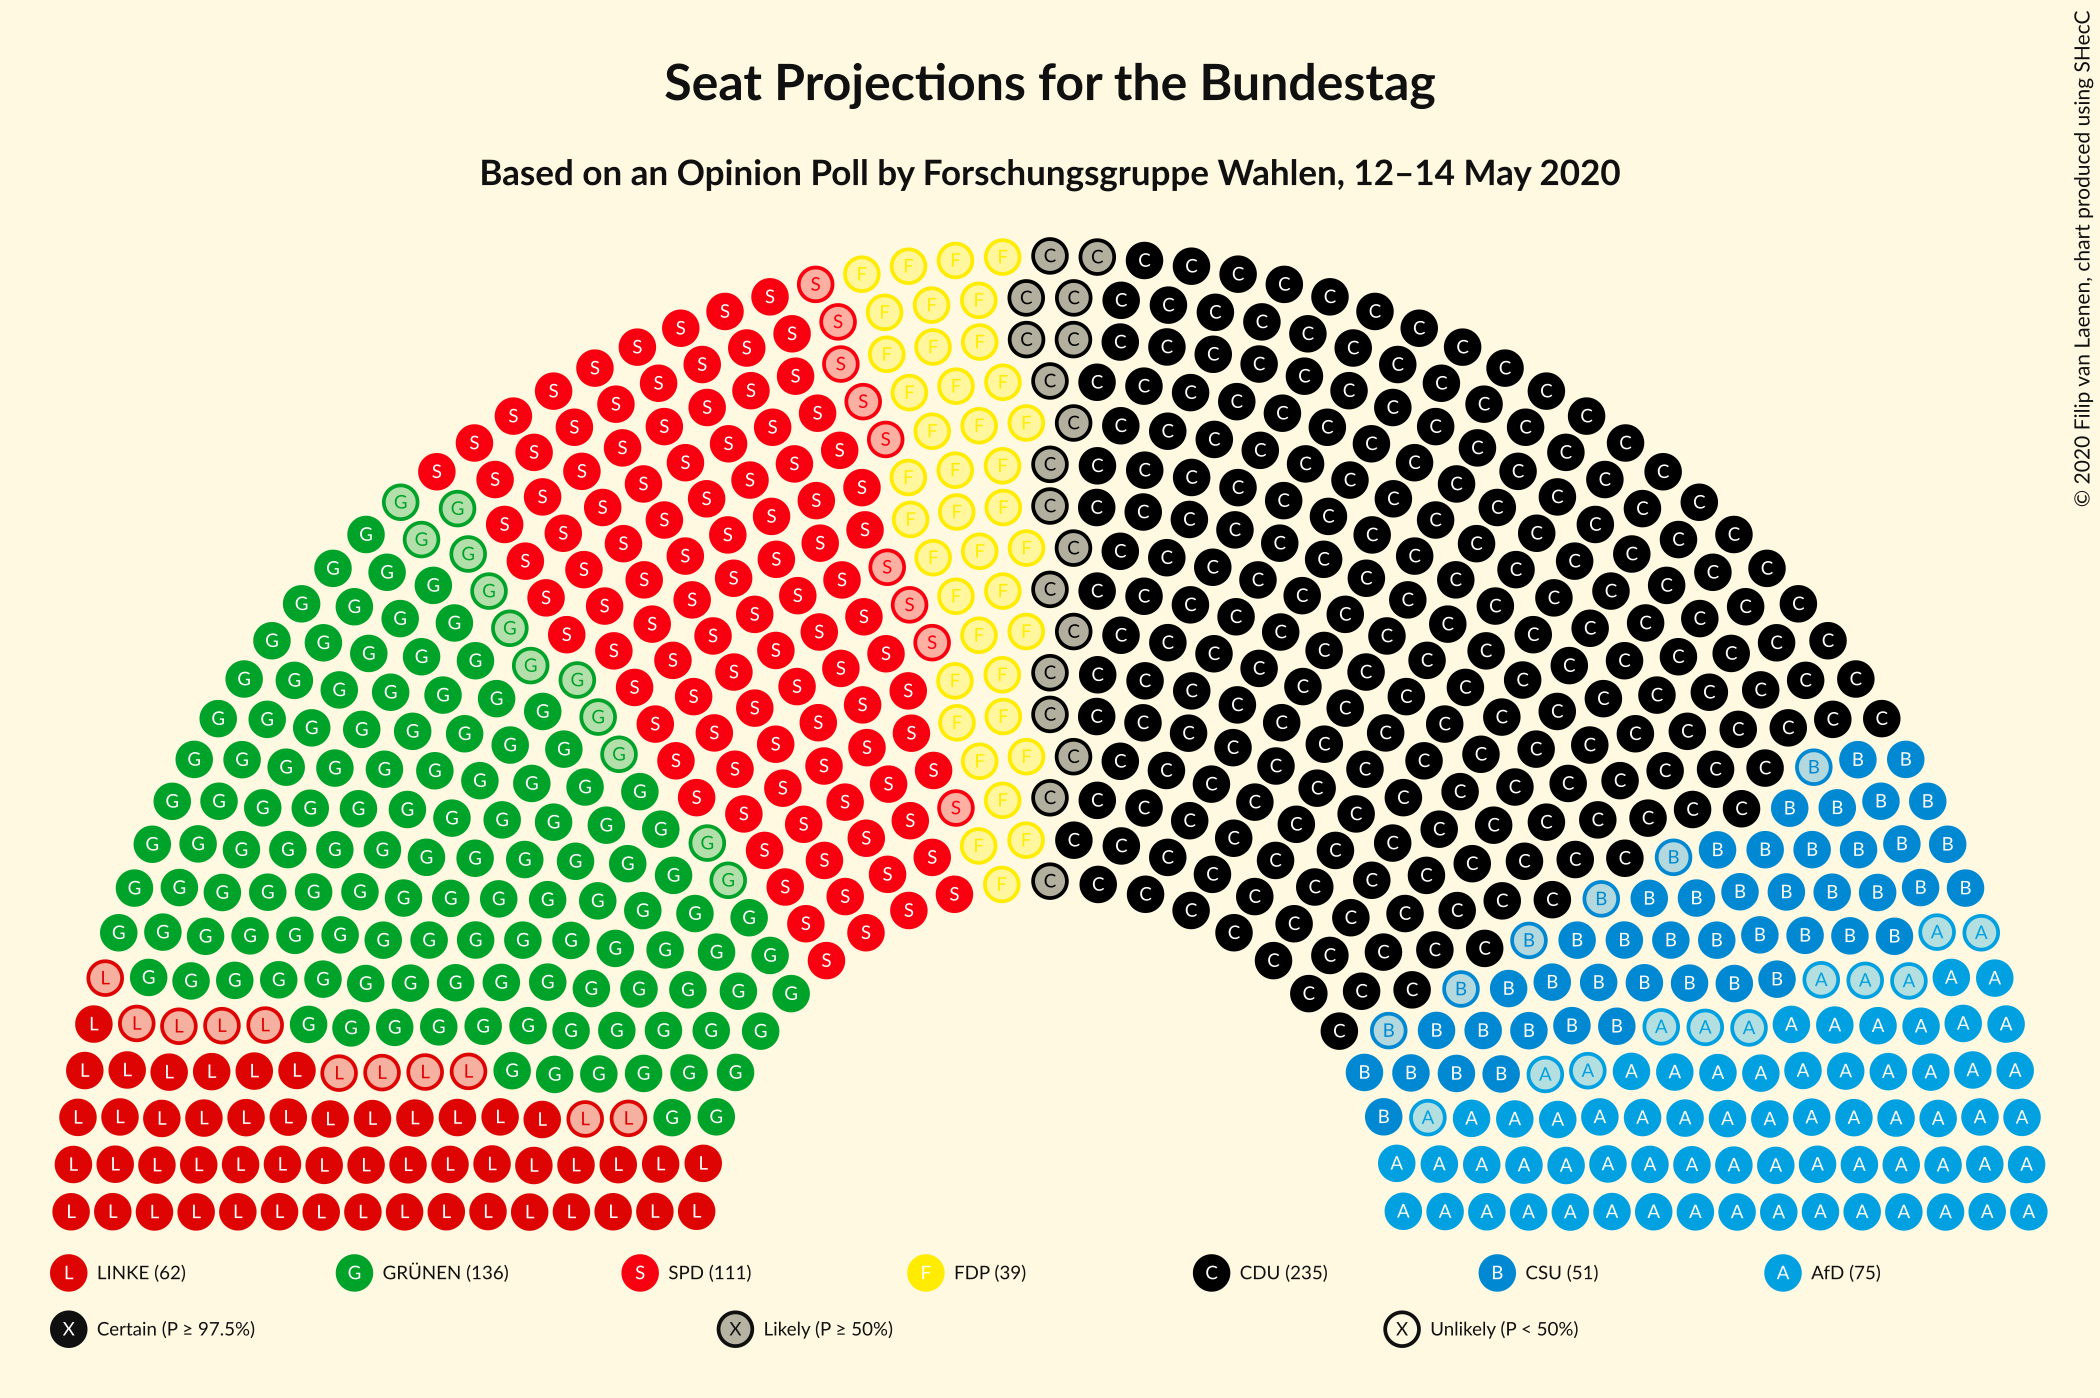 Seat Projections for the Bundestag
Based on an Opinion Poll by Forschungsgruppe Wahlen, 12–14 May 2020
© 2020 Filip van Laenen, chart produced using SHecC
L LINKE (62) G GRÜNEN (136) S SPD (111) F FDP (39) C CDU (235) B CSU (51) A AfD (75)
X Certain (P ≥ 97.5%) X Likely (P ≥ 50%) X Unlikely (P < 50%)